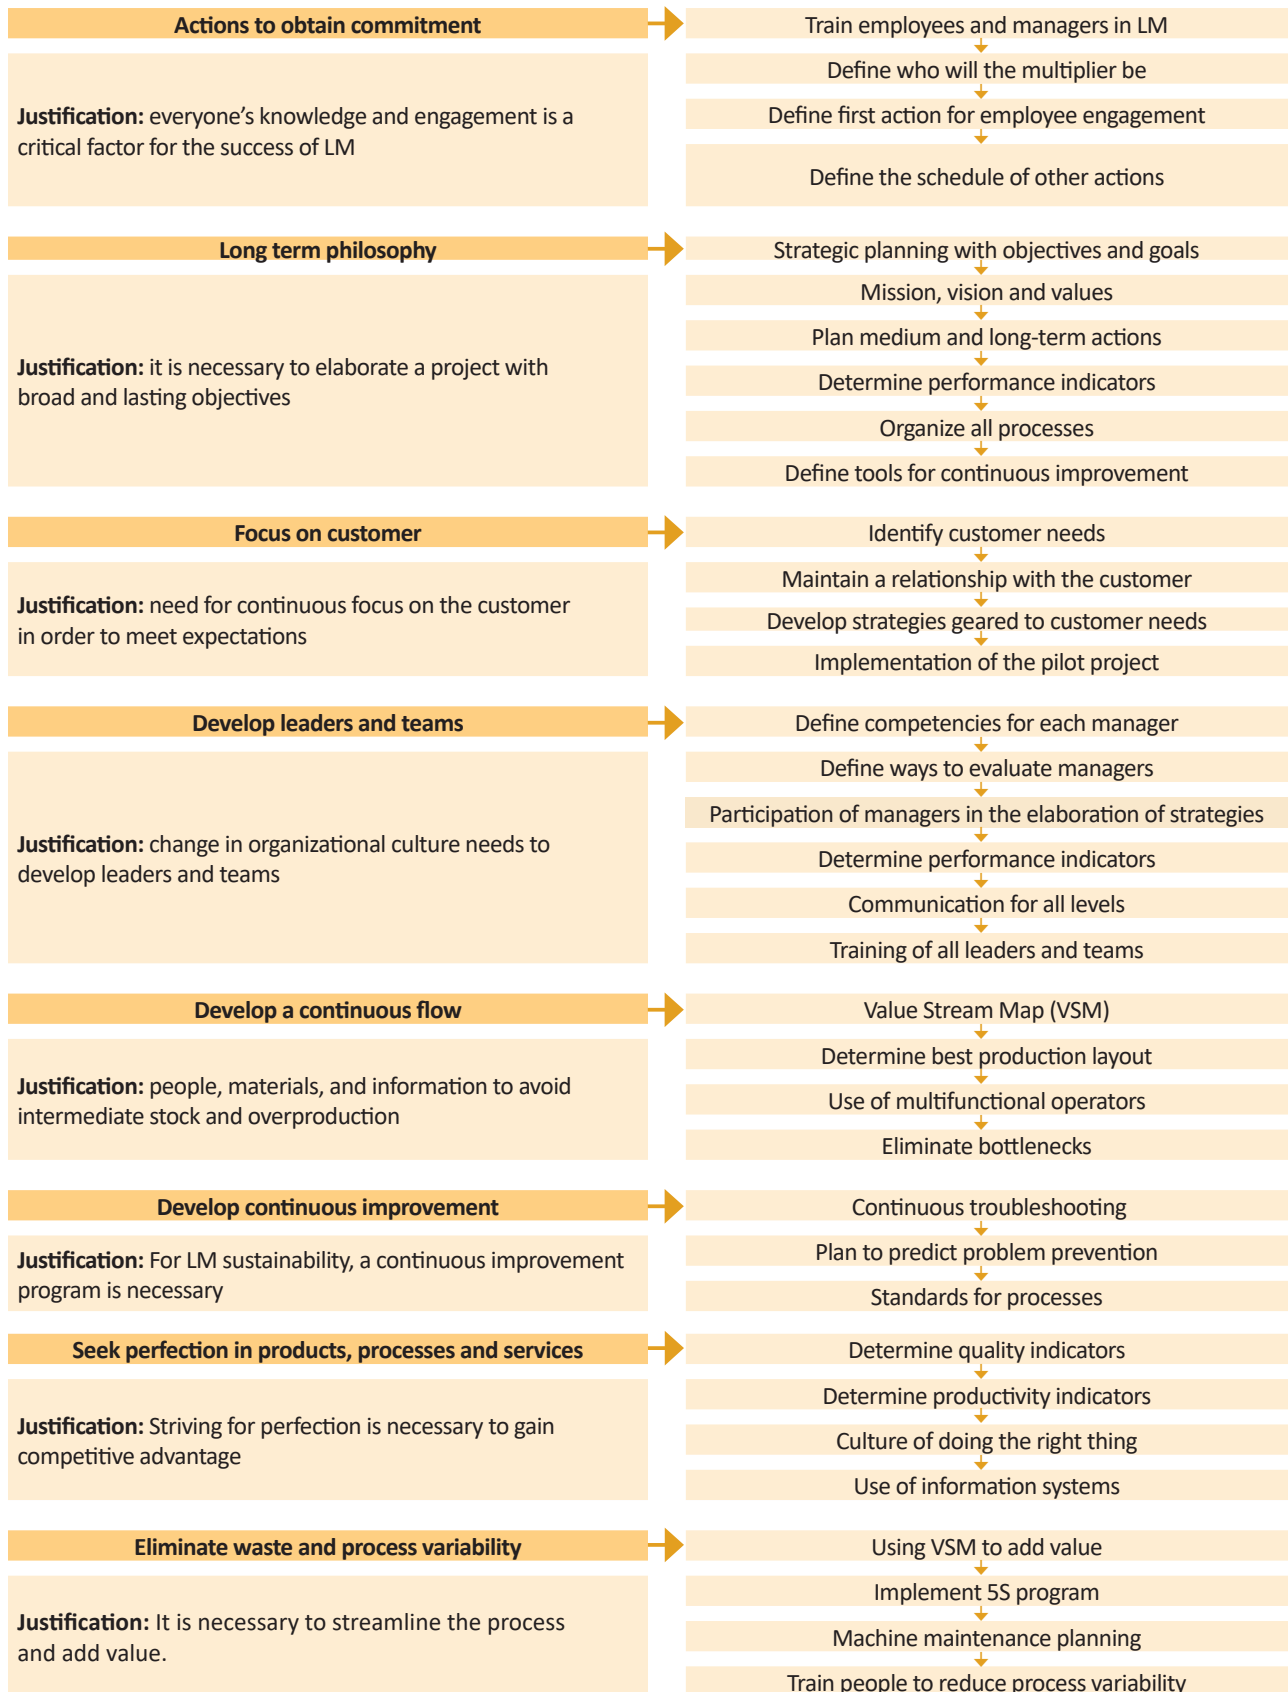 Actions to obtain commitment
Train employees and managers in LM
Define who will the multiplier be
Justification: everyone's knowledge and engagement is a
critical factor for the success of LM
Define first action for employee engagement
Define the schedule of other actions
Long term philosophy
Strategic planning with objectives and goals
Mission, vision and values
Plan medium and long-term actions
Justification: it is necessary to elaborate a project with
broad and lasting objectives
Determine performance indicators
Organize all processes
Define tools for continuous improvement
Focus on customer
Identify customer needs
Maintain a relationship with the customer
Justification: need for continuous focus on the customer
in order to meet expectations
Develop strategies geared to customer needs
Implementation of the pilot project
Develop leaders and teams
Define competencies for each manager
Define ways to evaluate managers
Participation of managers in the elaboration of strategies
Justification: change in organizational culture needs to
develop leaders and teams
Determine performance indicators
Communication for all levels
Training of all leaders and teams
Develop a continuous flow
Value Stream Map (VSM)
Determine best production layout
Justification: people, materials, and information to avoid
intermediate stock and overproduction
Use of multifunctional operators
Eliminate bottlenecks
Develop continuous improvement
Continuous troubleshooting
Justification: For LM sustainability, a continuous improvement
program is necessary
Plan to predict problem prevention
Standards for processes
Seek perfection in products, processes and services
Determine quality indicators
Determine productivity indicators
Justification: Striving for perfection is necessary to gain
competitive advantage
Culture of doing the right thing
Use of information systems
Eliminate waste and process variability
Using VSM to add value
Implement 5S program
Justification: It is necessary to streamline the process
and add value.
Machine maintenance planning
Train people to reduce process variability